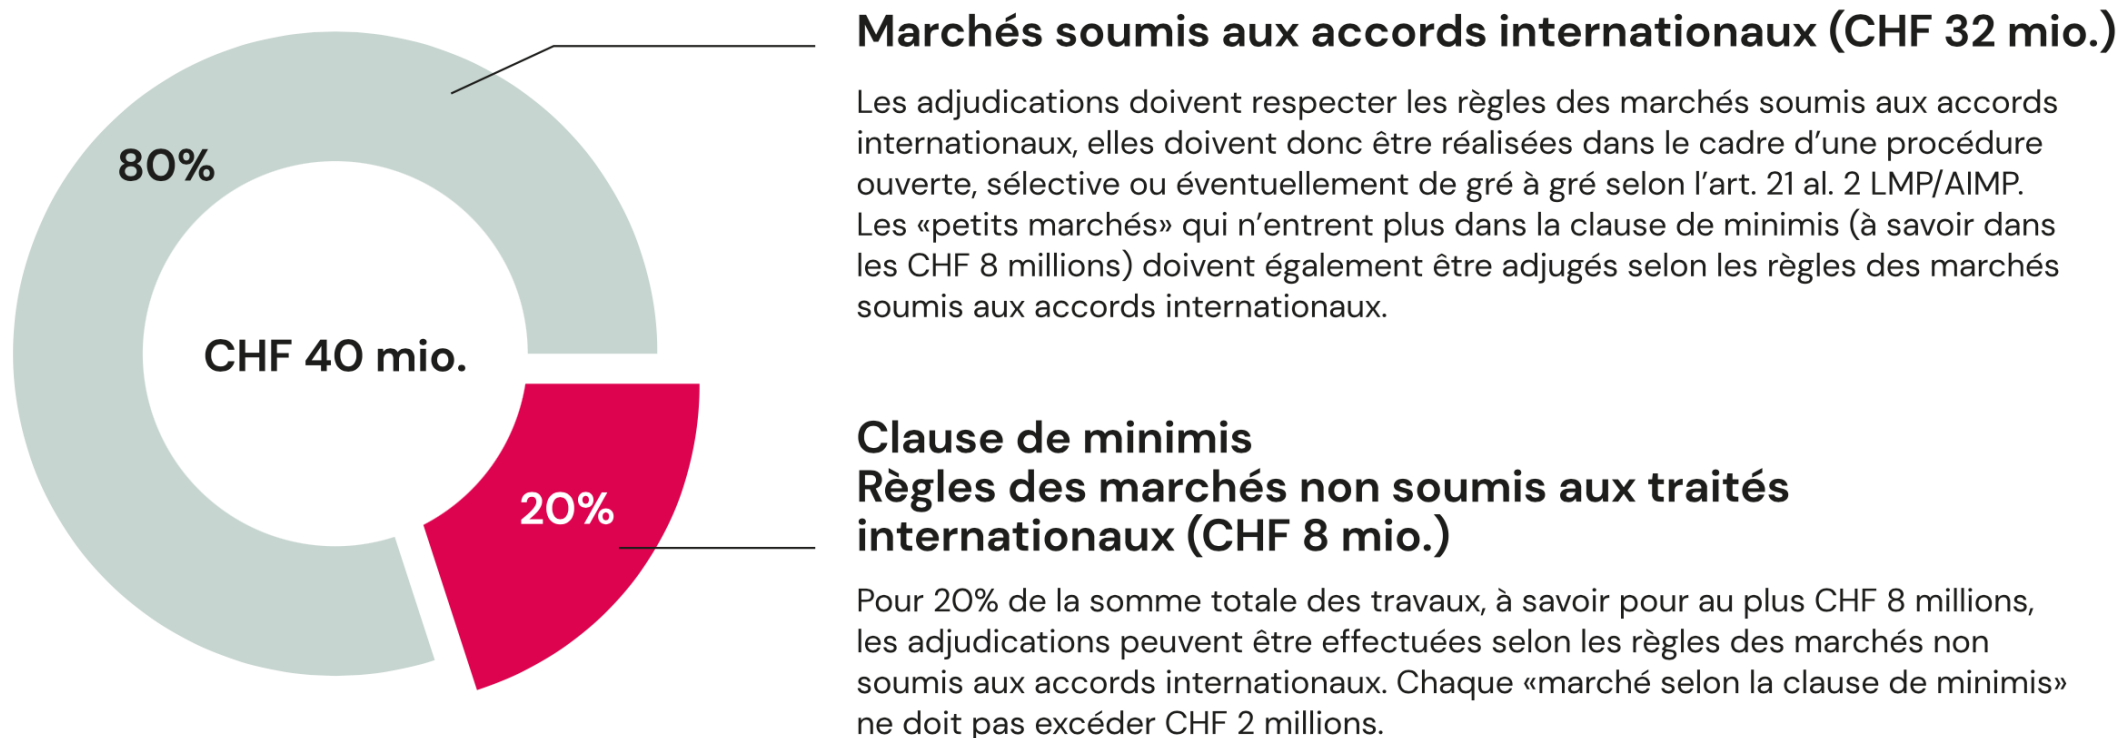 80%
CHF 40 mio.
20%
Marchés soumis aux accords internationaux (CHF 32 mio.)
Les adjudications doivent respecter les règles des marchés soumis aux accords
internationaux, elles doivent donc être réalisées dans le cadre d’une procédure
ouverte, sélective ou éventuellement de gré à gré selon l’art. 21 al. 2 LMP/AIMP.
Les «petits marchés» qui n’entrent plus dans la clause de minimis (à savoir dans
les CHF 8 millions) doivent également être adjugés selon les règles des marchés
soumis aux accords internationaux.
Clause de minimis
Règles des marchés non soumis aux traités
internationaux (CHF 8 mio.)
Pour 20% de la somme totale des travaux, à savoir pour au plus CHF 8 millions,
les adjudications peuvent être effectuées selon les règles des marchés non
soumis aux accords internationaux. Chaque «marché selon la clause de minimis»
ne doit pas excéder CHF 2 millions.